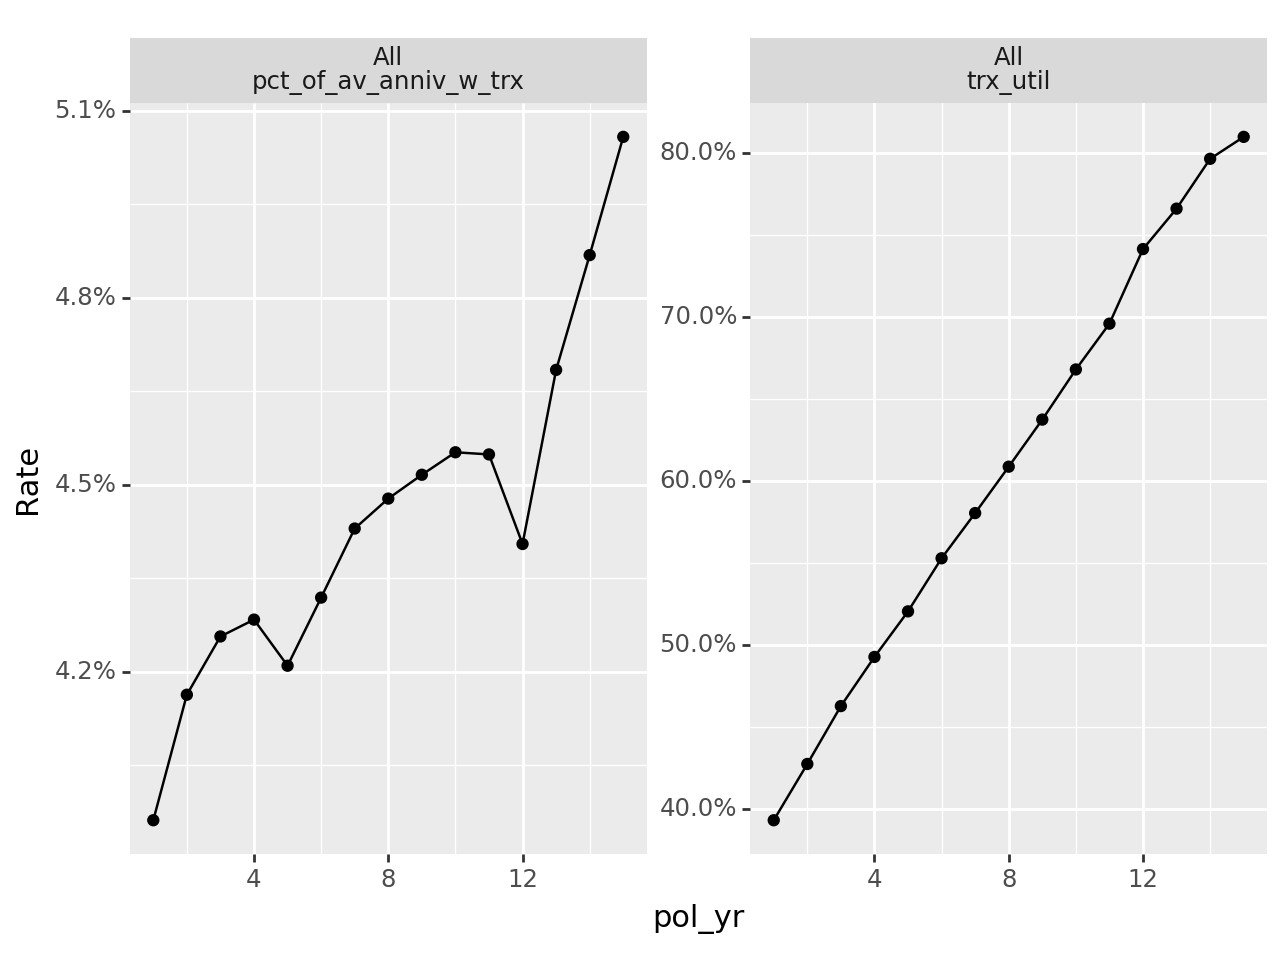 All
pct_of_av_anniv_w_trx
All
trx_util
5.1%
4.8%
4.5%
4.2%
80.0%
70.0%
60.0%
50.0%
40.0%
Rate
4 8 12
4 8 12
pol_yr